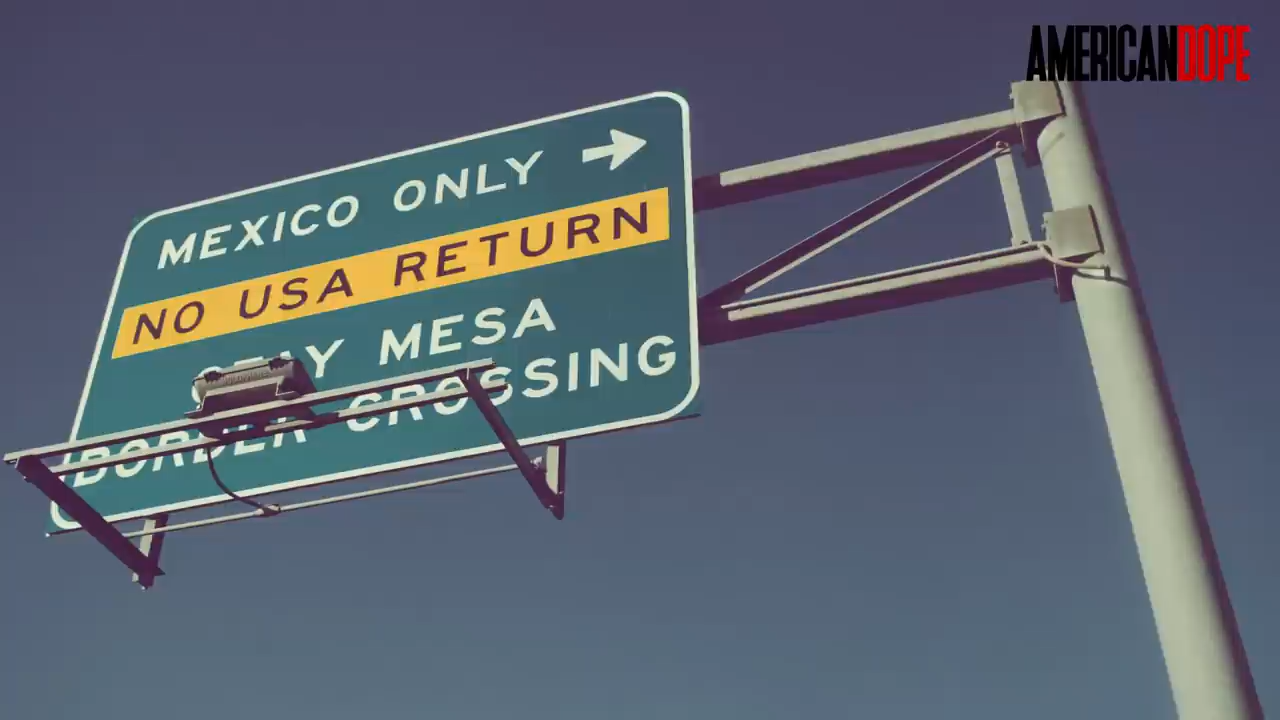 AMERICANDOPE
MEXICO ONLY
NO USA RETURN
MESA
BORDER CROSSING